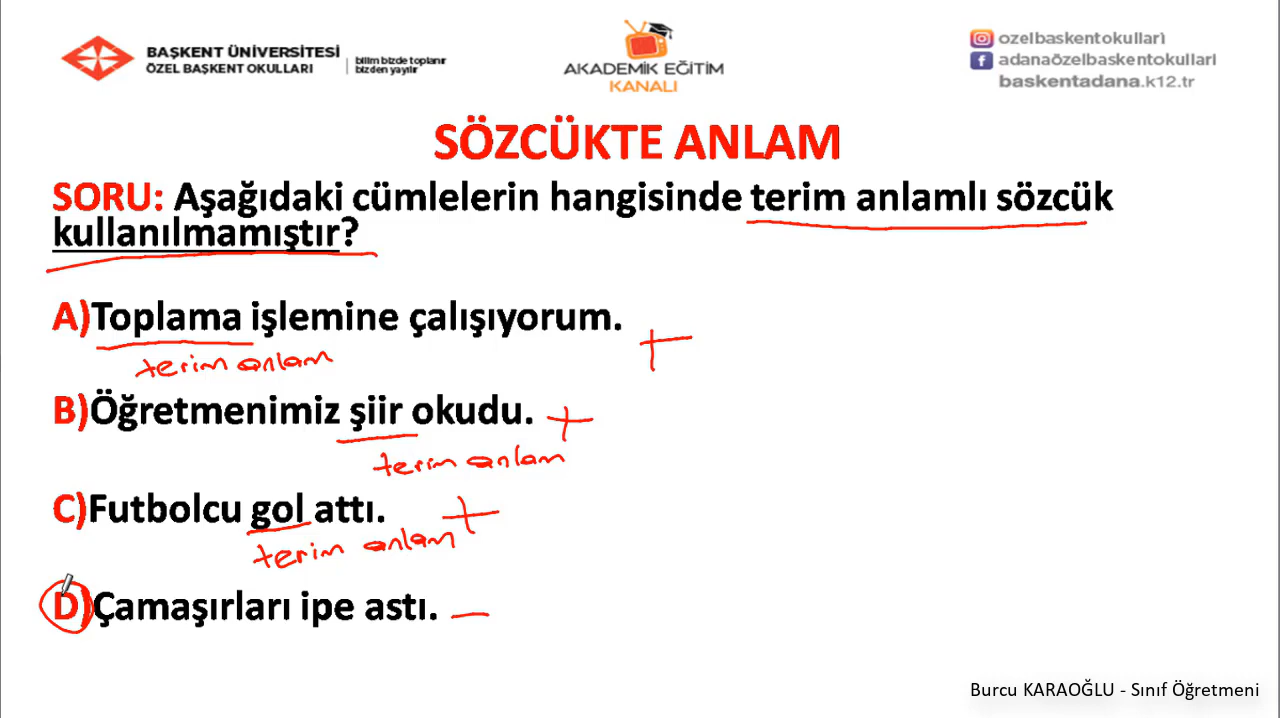 BAŞKENT ÜNİVERSİTESİ
ÖZEL BAŞKENT OKULLARI
bilim bizde toplanır
bizden yayılır
AKADEMİK EĞİTİM
KANALI
ozelbaskentokullari
adanaözelbaskentokullari
baskentadana.k12.tr
SÖZCÜKTE ANLAM
SORU: Aşağıdaki cümlelerin hangisinde terim anlamlı sözcük
kullanılmamıştır?
A)Toplama işlemine çalışıyorum.
terim anlam
B)Öğretmenimiz şiir okudu. +
terim anlam
C)Futbolcu gol attı. +
terim anlam
D)Çamaşırları ipe astı. —
+
Burcu KARAOĞLU - Sınıf Öğretmeni